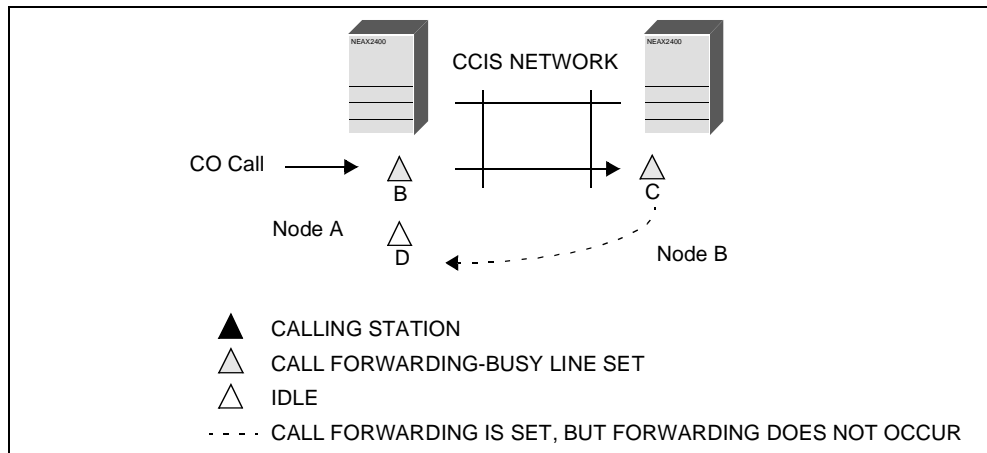 NEAX2400
NEAX2400
CCIS NETWORK
CO Call
B
C
Node A
D
Node B
CALLING STATION
CALL FORWARDING-BUSY LINE SET
IDLE
CALL FORWARDING IS SET, BUT FORWARDING DOES NOT OCCUR